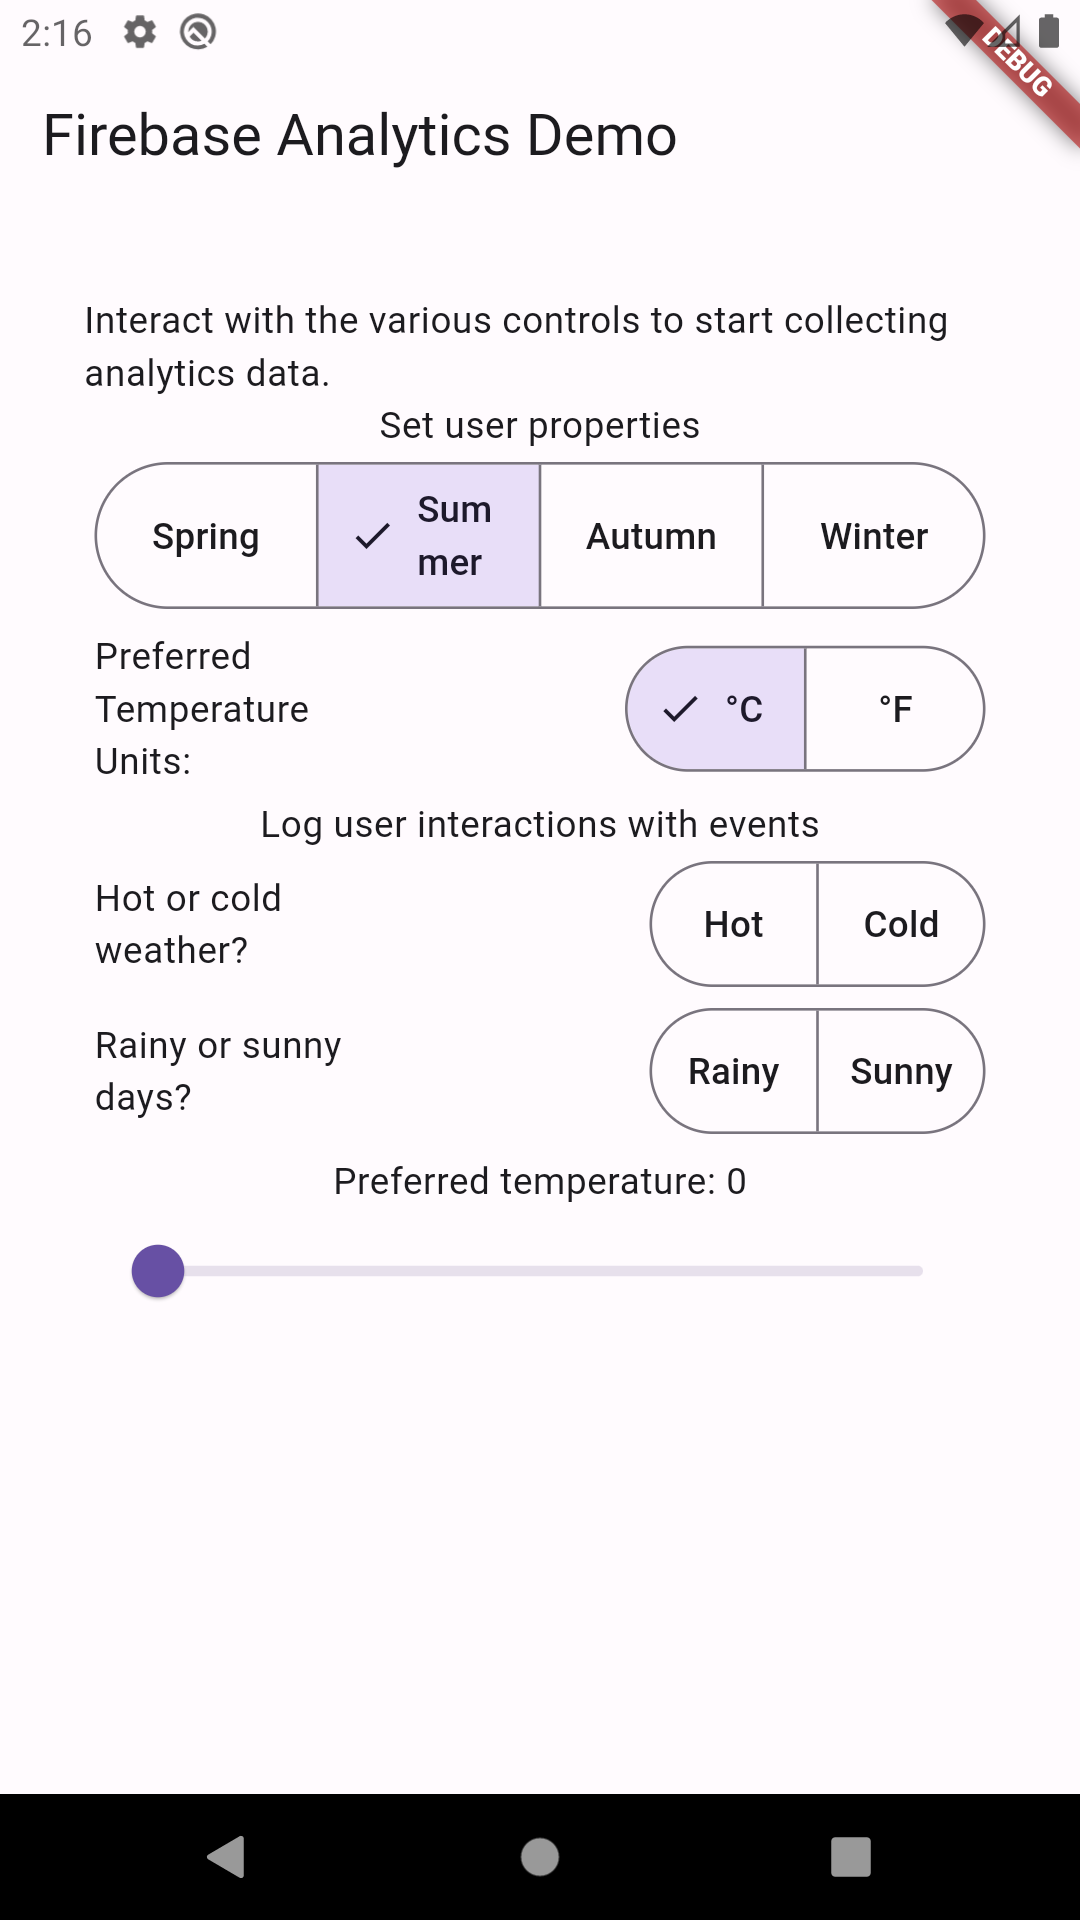 2:16
DEBUG
Firebase Analytics Demo
Interact with the various controls to start collecting
analytics data.
Set user properties
Spring
Sum
mer
Autumn
Winter
Preferred
Temperature
Units:
°C
°F
Log user interactions with events
Hot or cold
weather?
Hot
Cold
Rainy or sunny
days?
Rainy
Sunny
Preferred temperature: 0